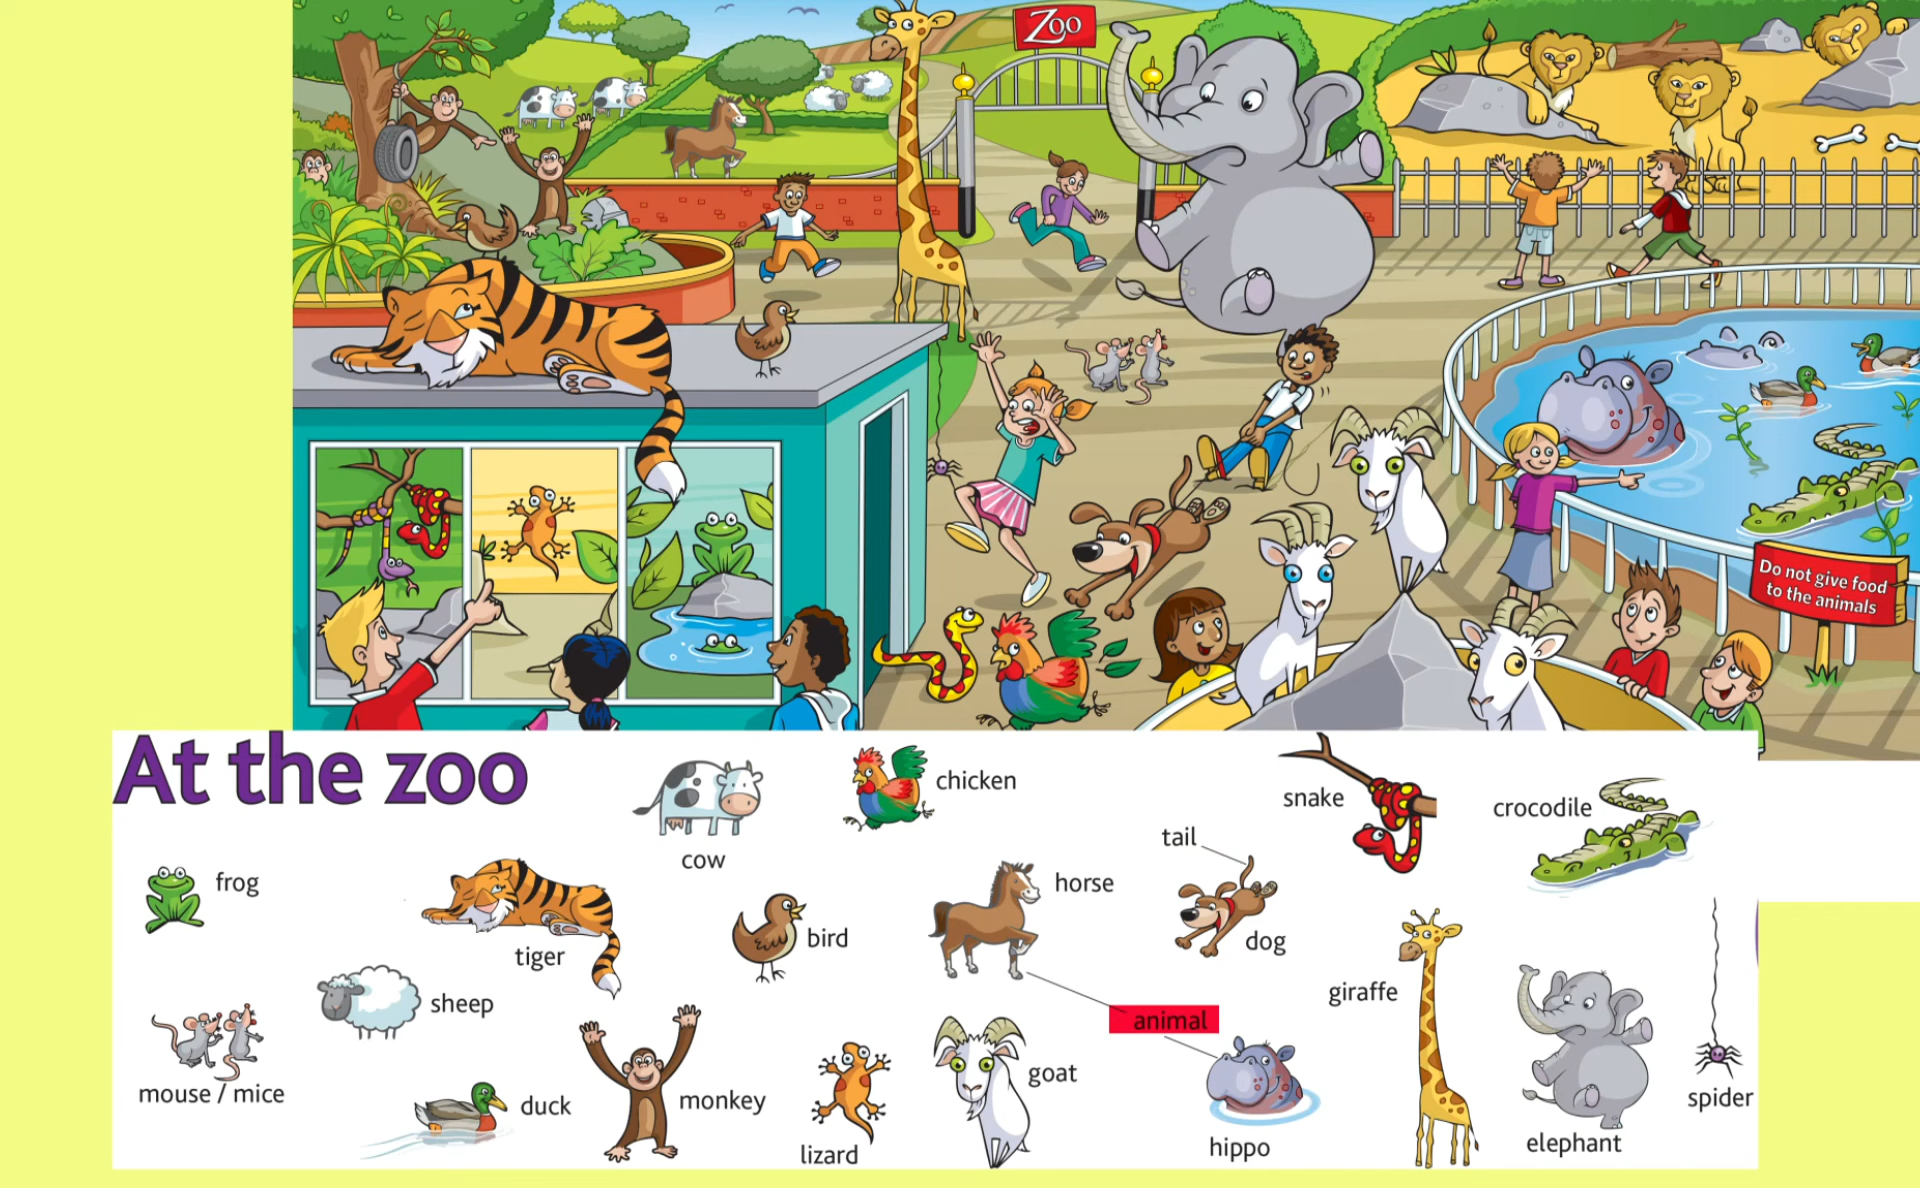 Zoo
Do not give food
to the animals
At the zoo
chicken
snake
crocodile
tail
cow
frog
horse
bird
dog
tiger
giraffe
sheep
animal
goat
mouse / mice
duck
monkey
spider
lizard
hippo
elephant